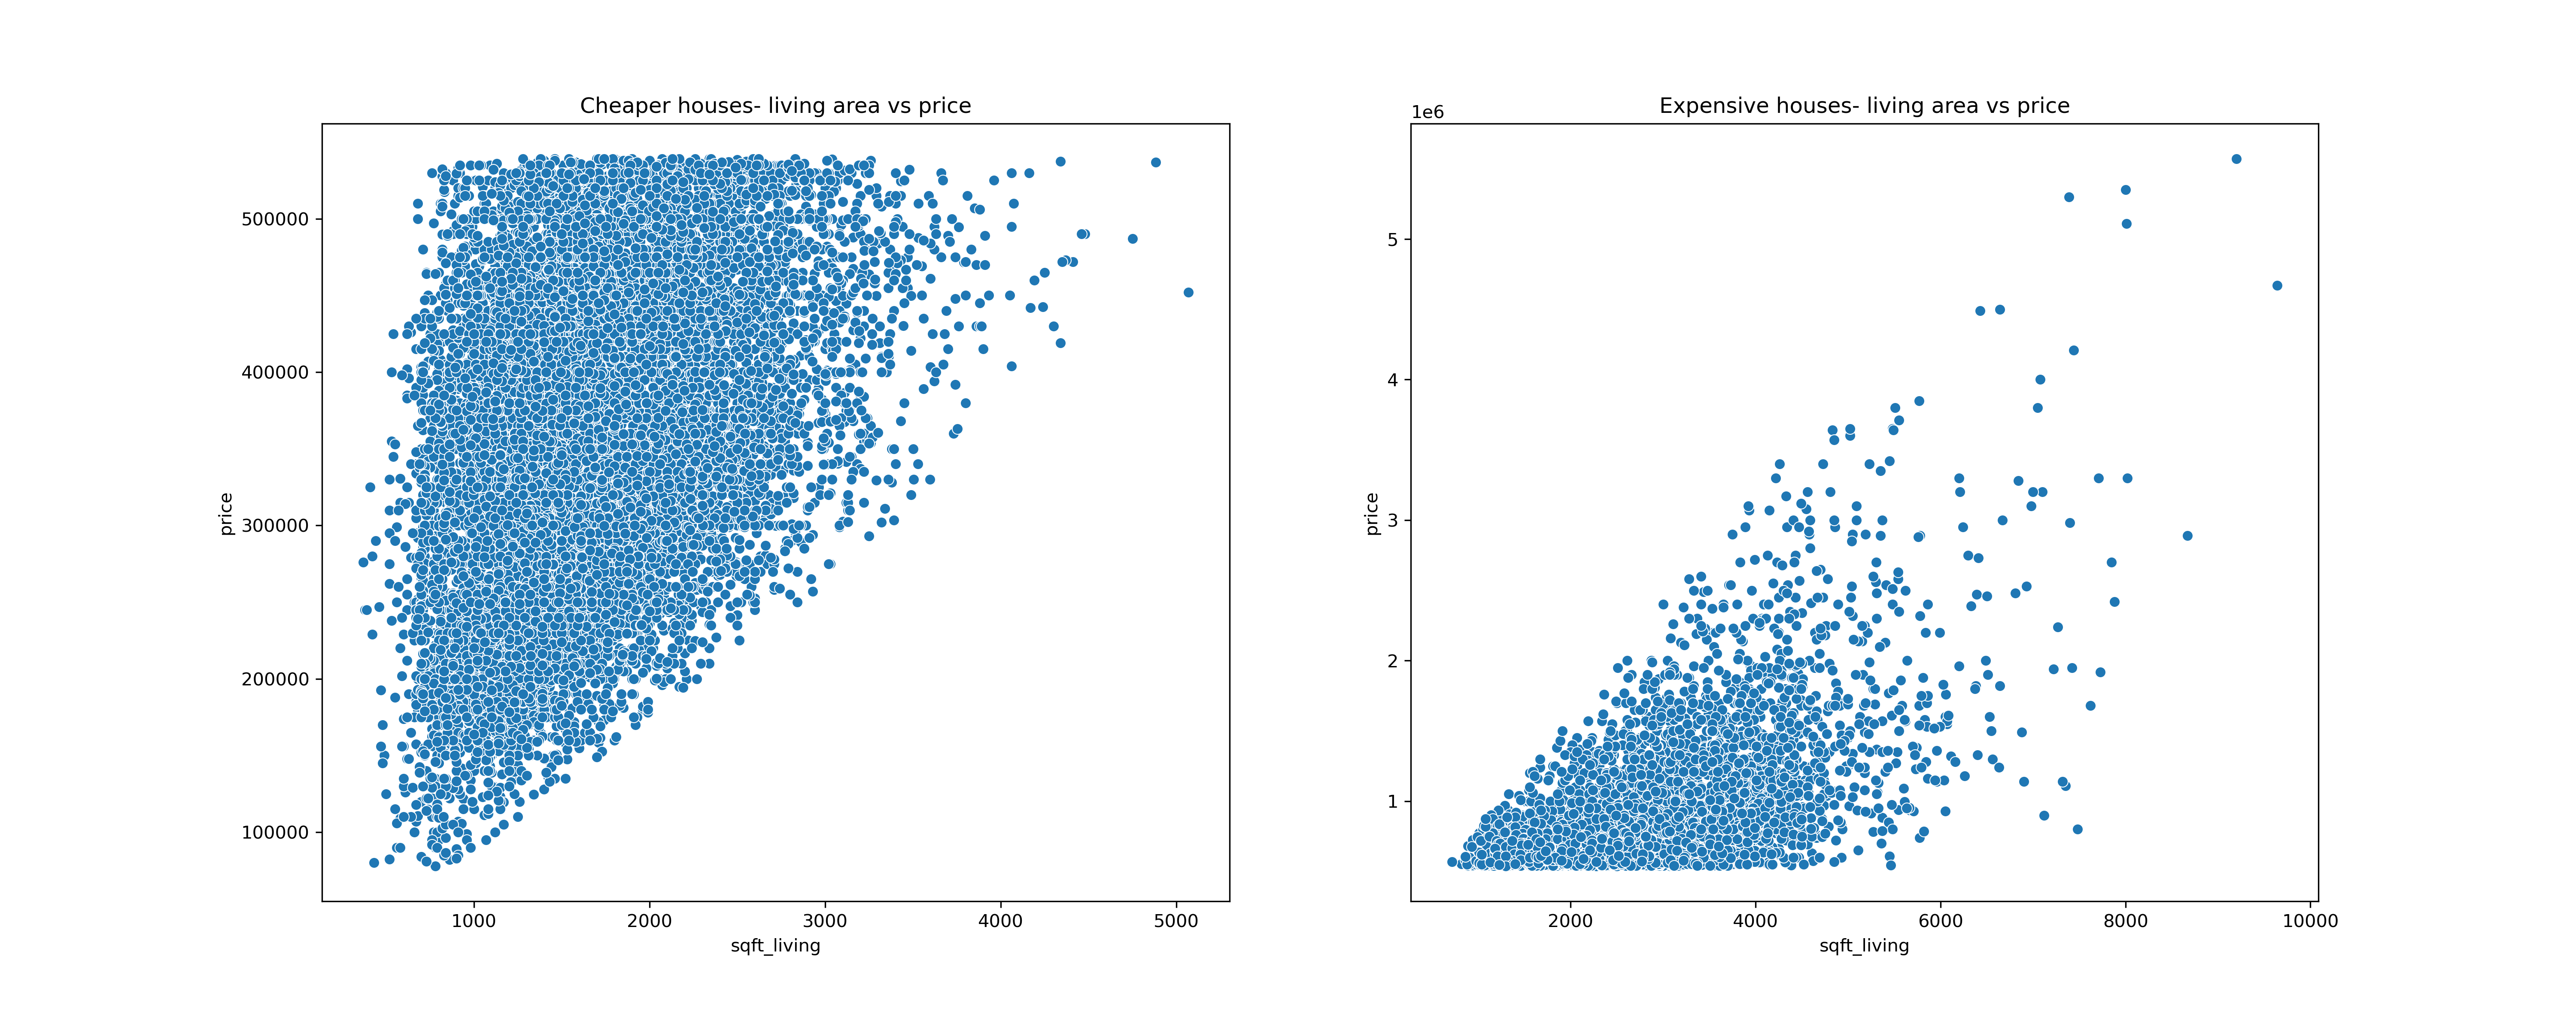 Cheaper houses- living area vs price
500000
400000
300000
200000
100000
price
1000 2000 3000 4000 5000
sqft_living
Expensive houses- living area vs price
1e6
5
4
3
2
1
price
2000 4000 6000 8000 10000
sqft_living